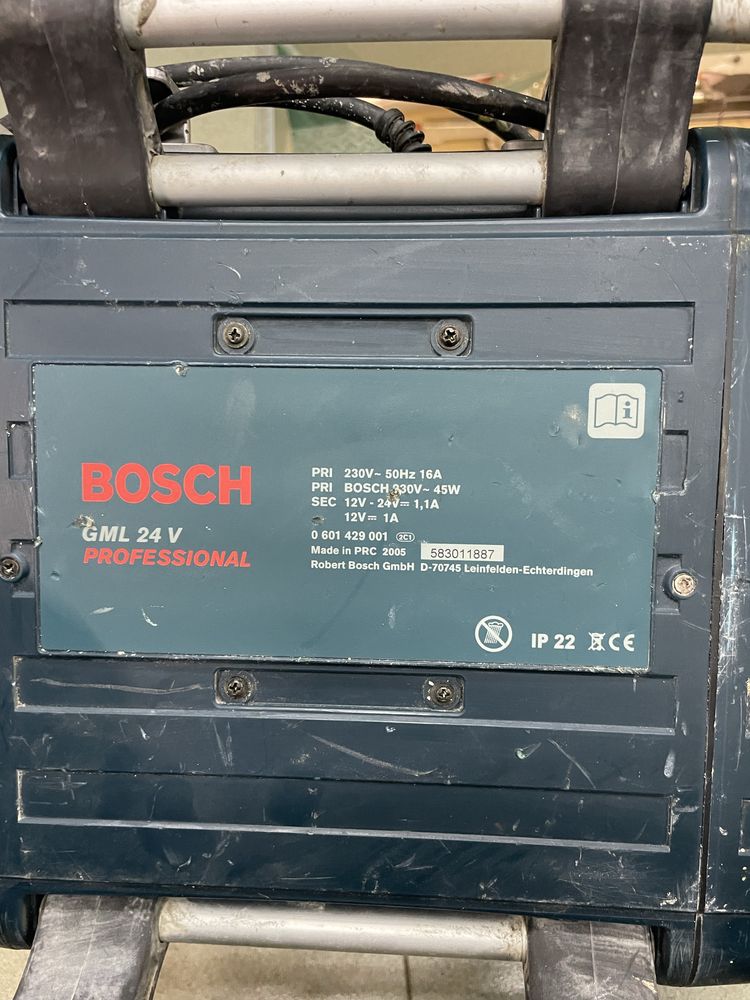 BOSCH
GML 24 V
PROFESSIONAL
PRI 230V~ 50Hz 16A
PRI BOSCH 230V~ 45W
SEC 12V - 24V⎓ 1,1A
12V⎓ 1A
0 601 429 001 2C1
Made in PRC 2005 583011887
Robert Bosch GmbH D-70745 Leinfelden-Echterdingen
IP 22 CE